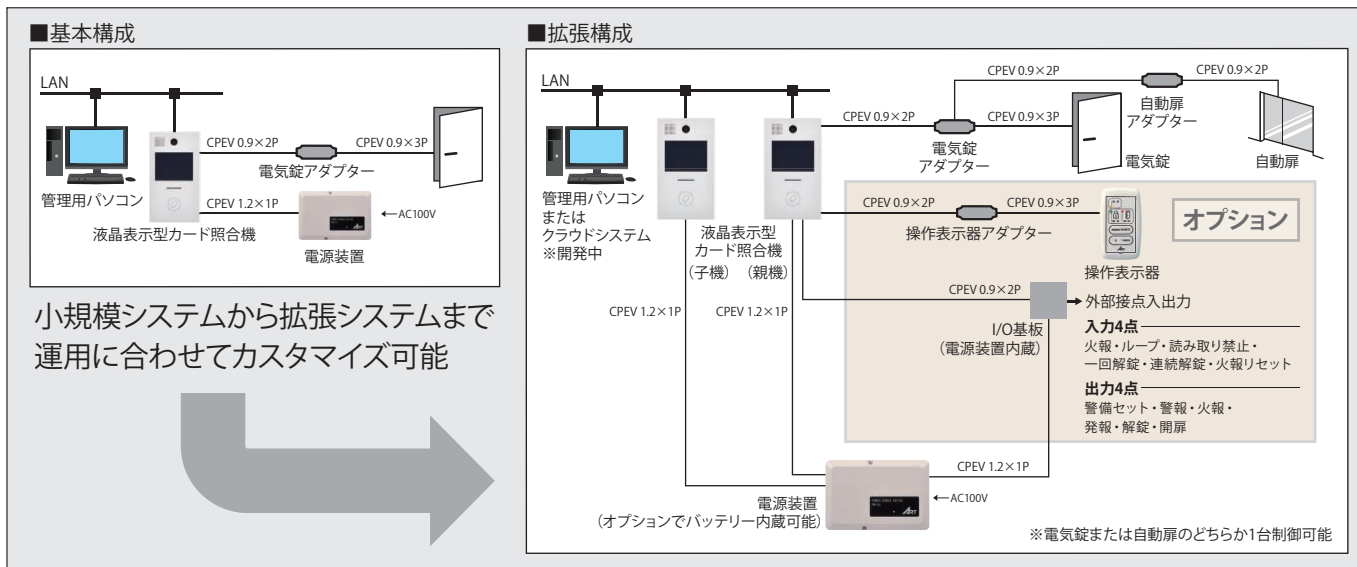 ■基本構成
LAN
CPEV 0.9×2P
CPEV 0.9×3P
電気錠アダプター
管理用パソコン
CPEV 1.2×1P
←AC100V
液晶表示型カード照合機
電源装置
小規模システムから拡張システムまで
運用に合わせてカスタマイズ可能
■拡張構成
LAN
CPEV 0.9×2P
CPEV 0.9×2P
自動扉
アダプター
CPEV 0.9×2P
CPEV 0.9×3P
電気錠
アダプター
電気錠
自動扉
管理用パソコン
または
クラウドシステム
※開発中
液晶表示型
カード照合機
(子機) (親機)
CPEV 0.9×2P
CPEV 0.9×3P
オプション
操作表示器アダプター
操作表示器
CPEV 0.9×2P
→外部接点入出力
CPEV 1.2×1P
CPEV 1.2×1P
I/O基板
(電源装置内蔵)
入力4点
火報・ループ・読み取り禁止・
一回解錠・連続解錠・火報リセット
出力4点
警備セット・警報・火報・
発報・解錠・開扉
CPEV 1.2×1P
ART
←AC100V
電源装置
(オプションでバッテリー内蔵可能)
※電気錠または自動扉のどちらか1台制御可能